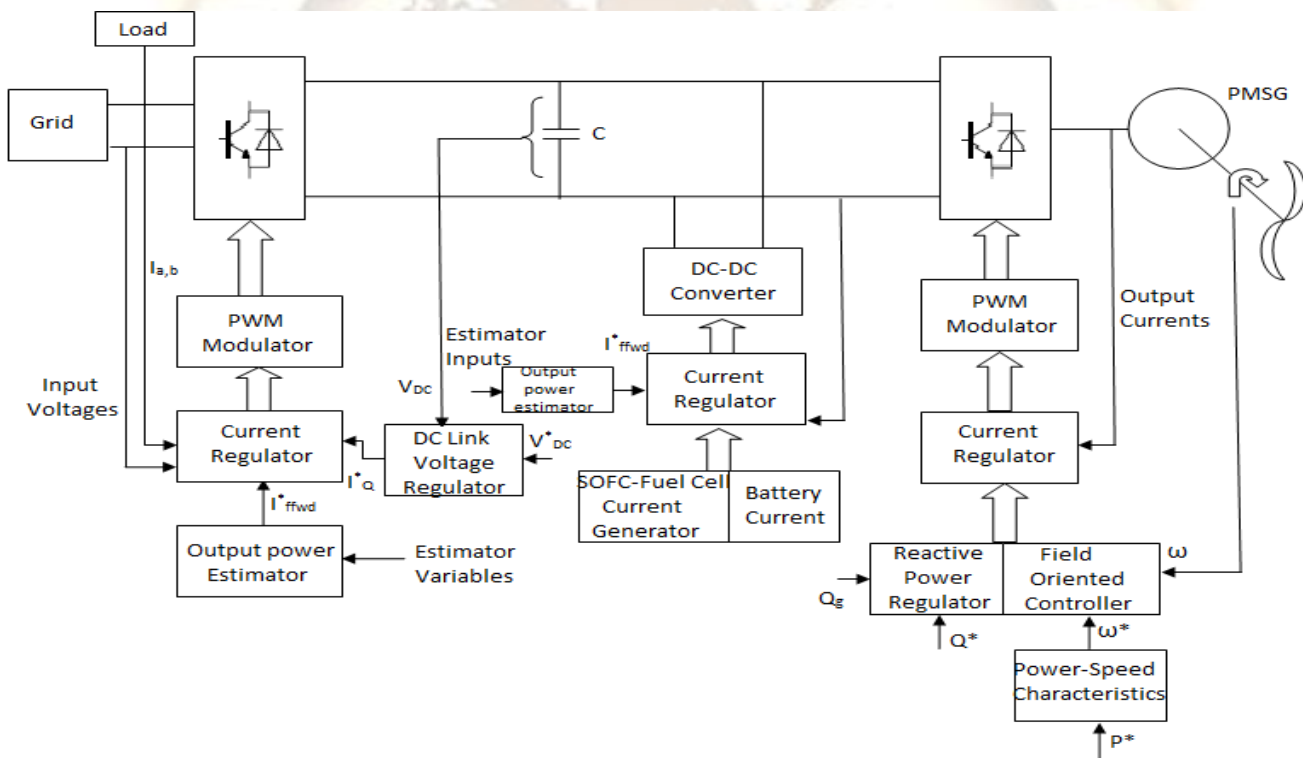 Load
Grid
C
PMSG
I a,b
DC-DC
Converter
PWM
Modulator
PWM
Modulator
Output
Currents
Estimator
Inputs
I*ffwd
Input
Voltages
VDC
Output
power
estimator
Current
Regulator
Current
Regulator
I*Q
DC Link
Voltage
Regulator
V*DC
Current
Regulator
I*ffwd
SOFC-Fuel Cell
Current
Generator
Battery
Current
Output power
Estimator
Estimator
Variables
Reactive
Power
Regulator
Field
Oriented
Controller
ω
Qg
Q*
ω*
Power-Speed
Characteristics
P*